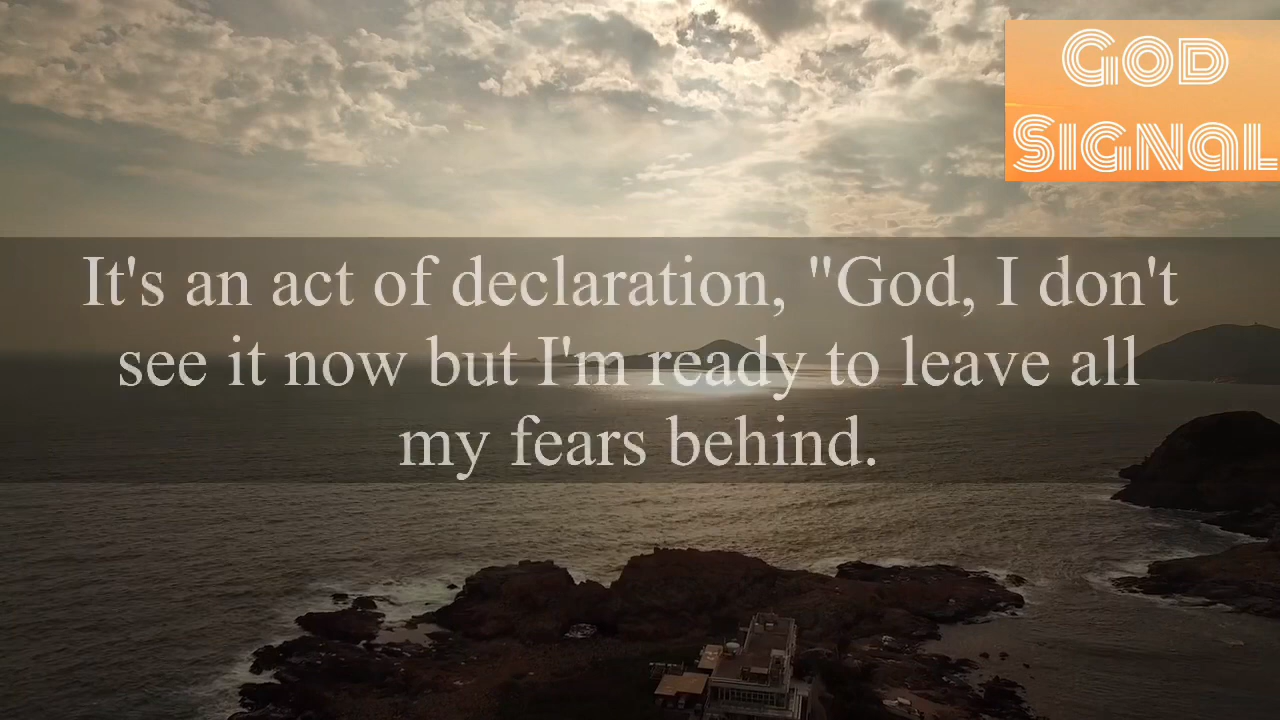 God
Signal
It's an act of declaration, "God, I don't
see it now but I'm ready to leave all
my fears behind.